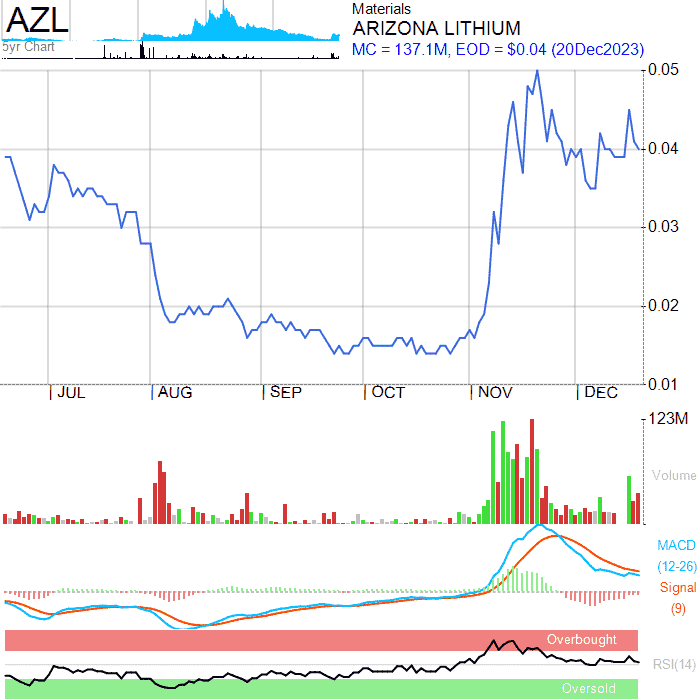 AZL
5yr Chart
Materials
ARIZONA LITHIUM
MC = 137.1M, EOD = $0.04 (20Dec2023)
0.05
0.04
0.03
0.02
0.01
JUL AUG SEP OCT NOV DEC
123M
Volume
MACD
(12-26)
Signal
(9)
Overbought
RSI(14)
Oversold